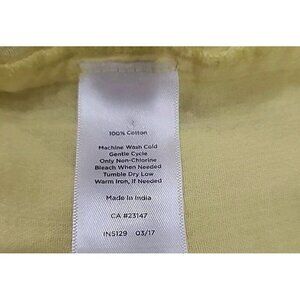 100% Cotton
Machine Wash Cold
Gentle Cycle
Only Non-Chlorine
Bleach When Needed
Tumble Dry Low
Warm Iron, If Needed
Made In India
CA #23147
IN5129 03/17